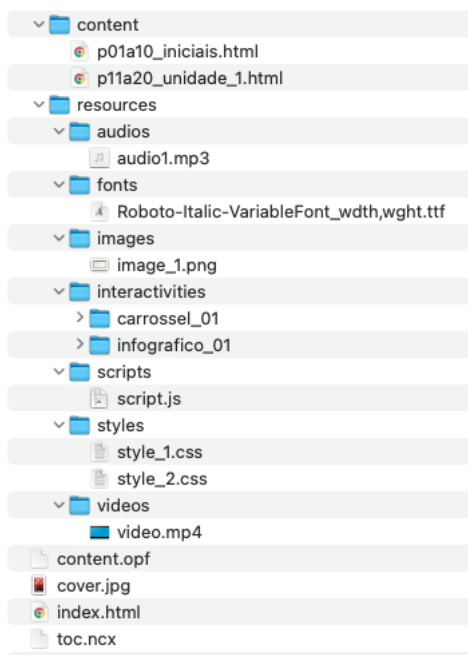 content
p01a10_iniciais.html
p11a20_unidade_1.html
resources
audios
audio1.mp3
fonts
Roboto-Italic-VariableFont_wdth,wght.ttf
images
image_1.png
interactivities
carrossel_01
infografico_01
scripts
script.js
styles
style_1.css
style_2.css
videos
video.mp4
content.opf
cover.jpg
index.html
toc.ncx